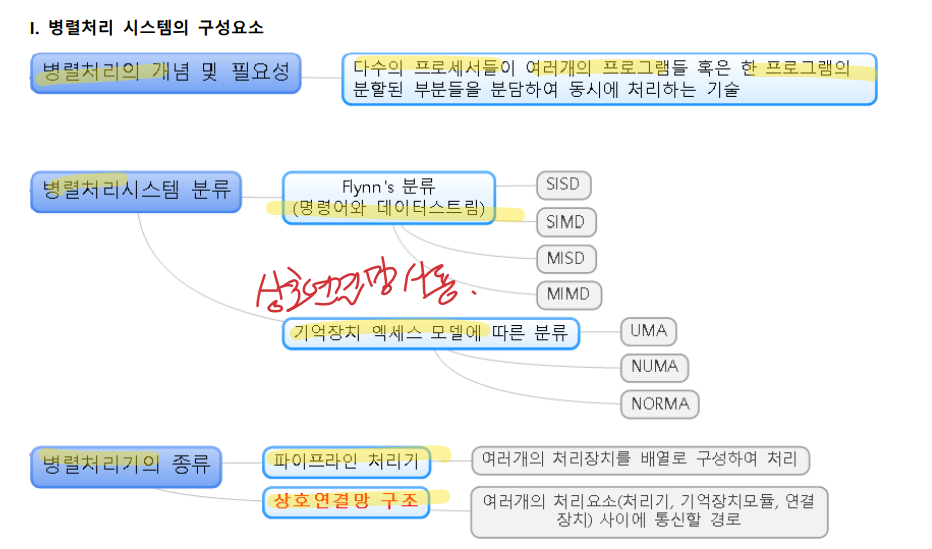 I. 병렬처리 시스템의 구성요소
병렬처리의 개념 및 필요성
다수의 프로세서들이 여러개의 프로그램들 혹은 한 프로그램의
분할된 부분들을 분담하여 동시에 처리하는 기술
병렬처리시스템 분류
Flynn's 분류
(명령어와 데이터스트림)
SISD
SIMD
MISD
MIMD
상호연결망 사용.
기억장치 엑세스 모델에 따른 분류
UMA
NUMA
NORMA
병렬처리기의 종류
파이프라인 처리기
여러개의 처리장치를 배열로 구성하여 처리
상호연결망 구조
여러개의 처리요소(처리기, 기억장치모듈, 연결
장치) 사이에 통신할 경로